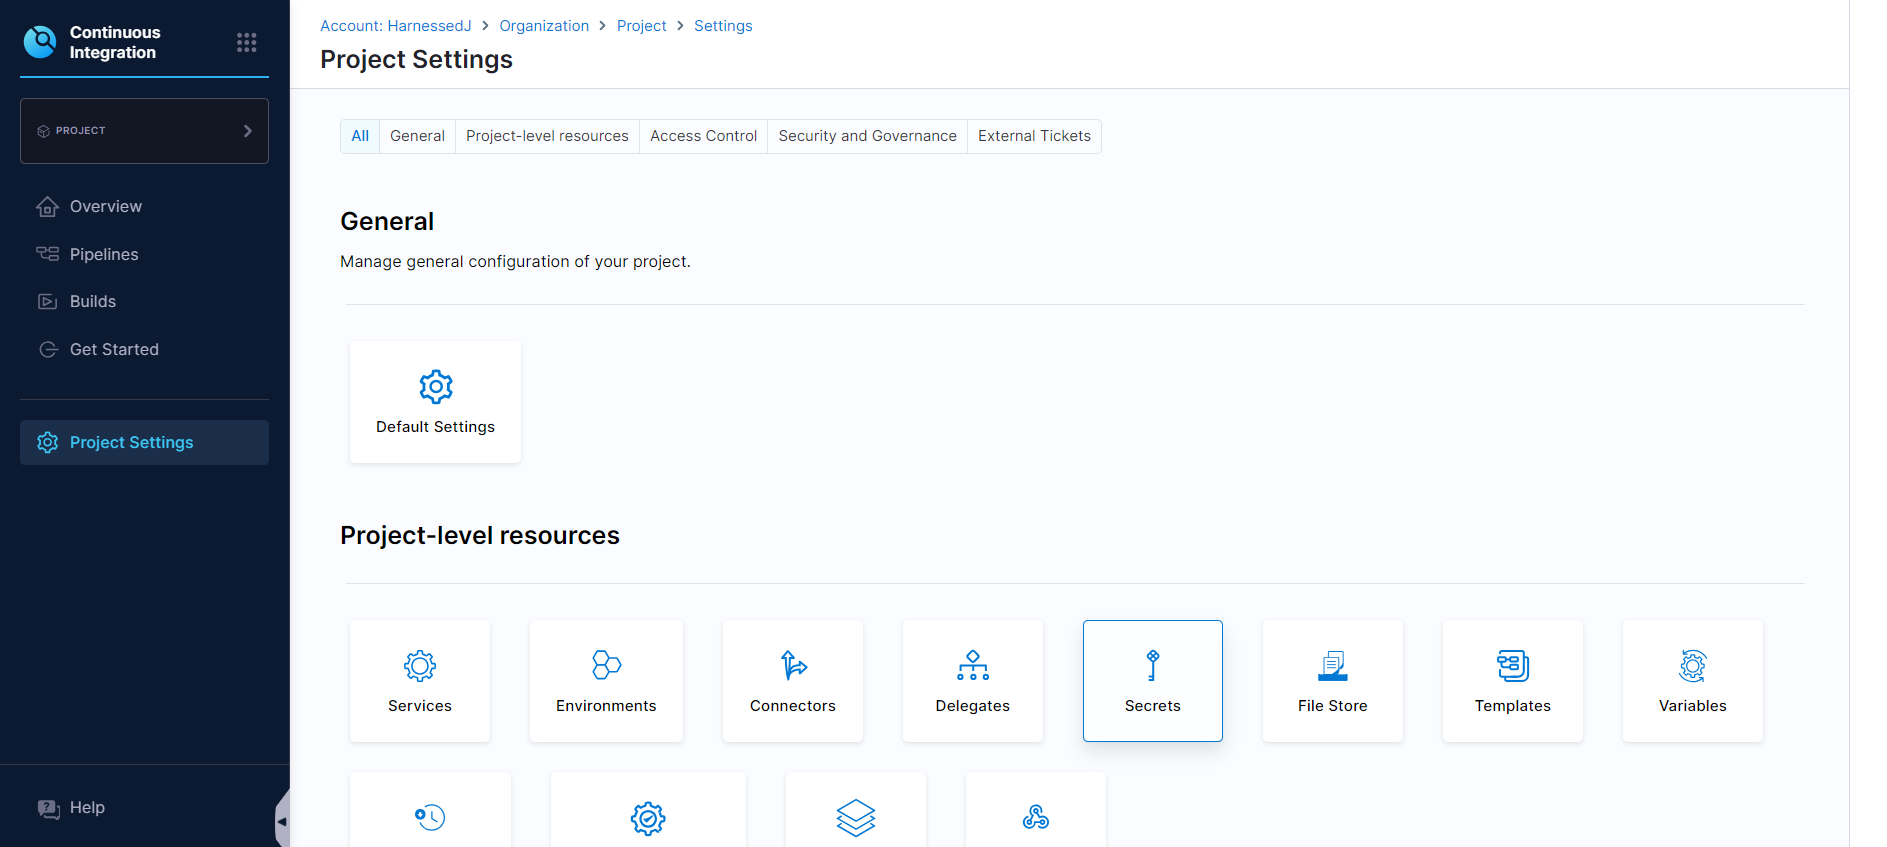 Continuous
Integration
PROJECT
Overview
Pipelines
Builds
Get Started
Project Settings
Help
Account: HarnessedJ > Organization > Project > Settings
Project Settings
All General Project-level resources Access Control Security and Governance External Tickets
General
Manage general configuration of your project.
Default Settings
Project-level resources
Services Environments Connectors Delegates Secrets File Store Templates Variables